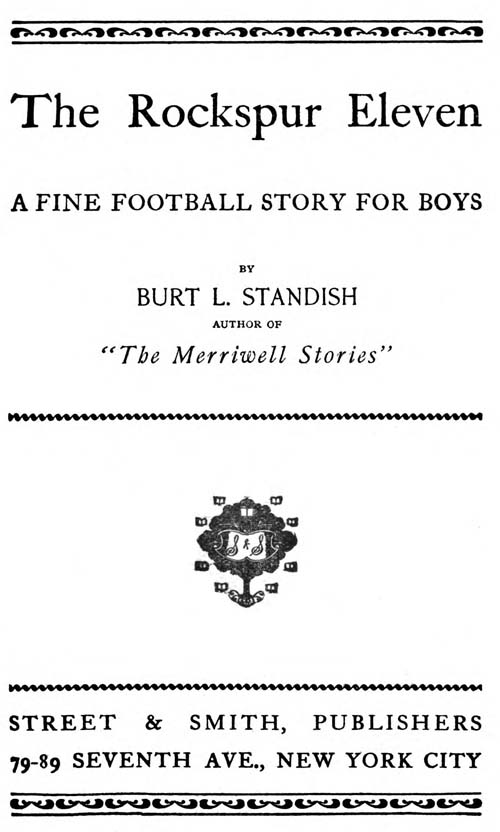 The Rockspur Eleven
A FINE FOOTBALL STORY FOR BOYS
BY
BURT L. STANDISH
AUTHOR OF
"The Merriwell Stories"
STREET & SMITH, PUBLISHERS
79-89 SEVENTH AVE., NEW YORK CITY